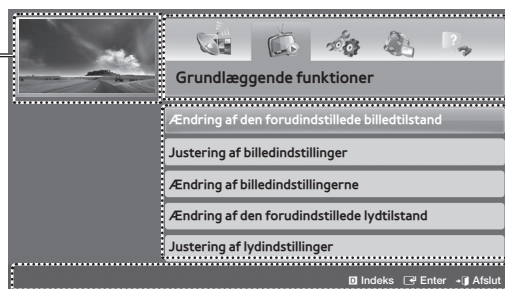 Grundlæggende funktioner
Ændring af den forudindstillede billedtilstand
Justering af billedindstillinger
Ændring af billedindstillingerne
Ændring af den forudindstillede lydtilstand
Justering af lydindstillinger
D Indeks Enter Afslut